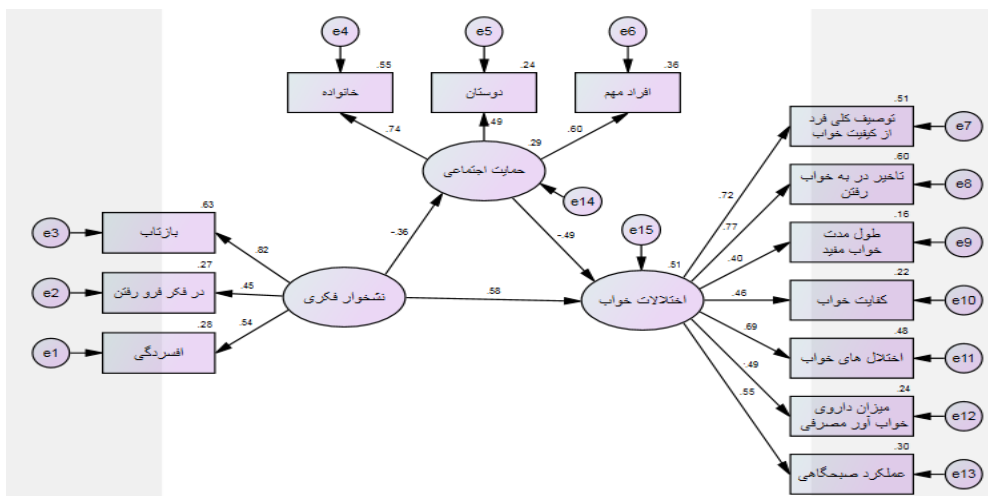 e4
e5
e6
.55
.24
.36
خانواده
دوستان
افراد مهم
.74
.49
.60
.29
حمایت اجتماعی
e14
-.36
-.49
e15
.63
e3
بازتاب
.82
.27
e2
در فکر فرو رفتن
.45
.28
e1
افسردگی
.54
نشخوار فکری
.58
.51
اختلالات خواب
.51
توصیف کلی فرد
از کیفیت خواب
e7
.72
.60
تاخیر در به خواب
رفتن
e8
.77
.16
طول مدت
خواب مفید
e9
.40
.22
کفایت خواب
e10
.46
.48
اختلال های خواب
e11
.69
.24
میزان داروی
خواب آور مصرفی
e12
.49
.30
عملکرد صبحگاهی
e13
.55